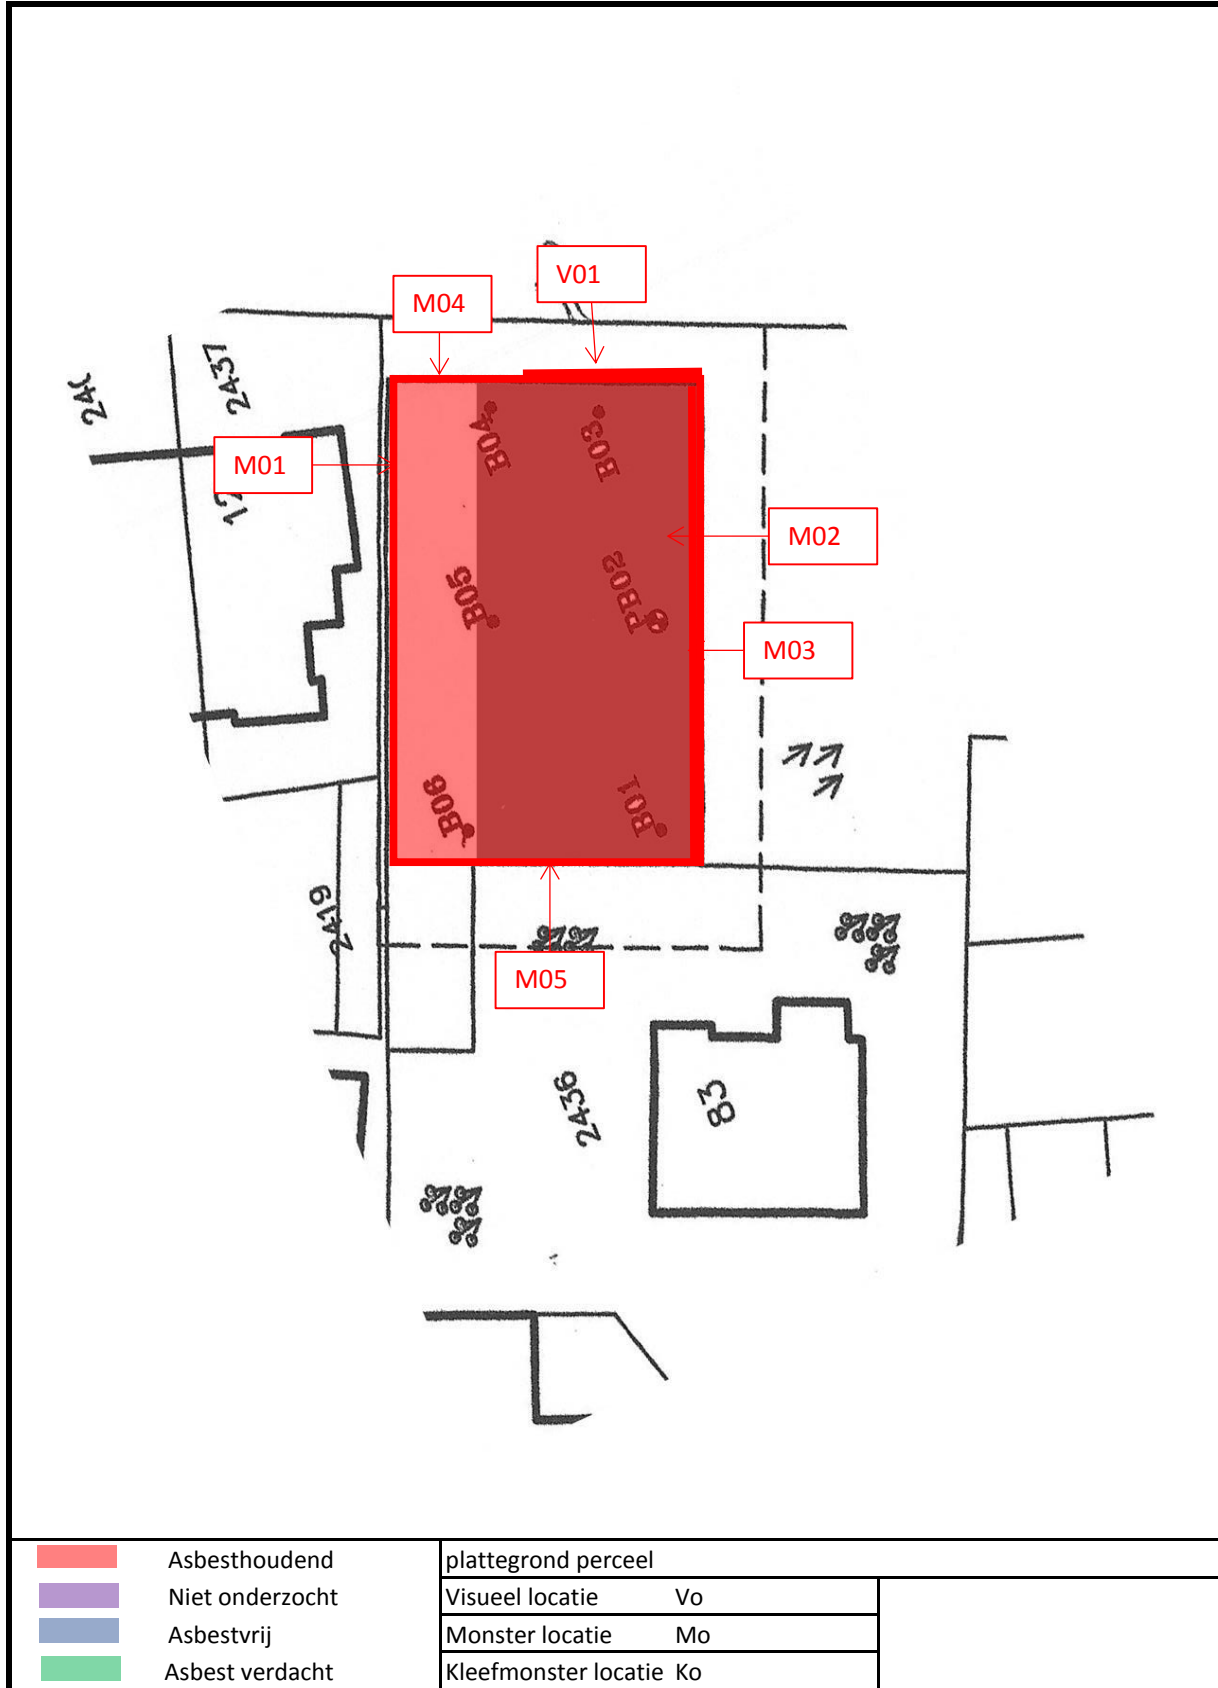 V01
M04
2437
B04
B03
M01
M02
B05
PB02
M03
B06
B01
2419
M05
2436
83
Asbesthoudend
Niet onderzocht
Asbestvrij
Asbest verdacht
plattegrond perceel
Visueel locatie Vo
Monster locatie Mo
Kleefmonster locatie Ko